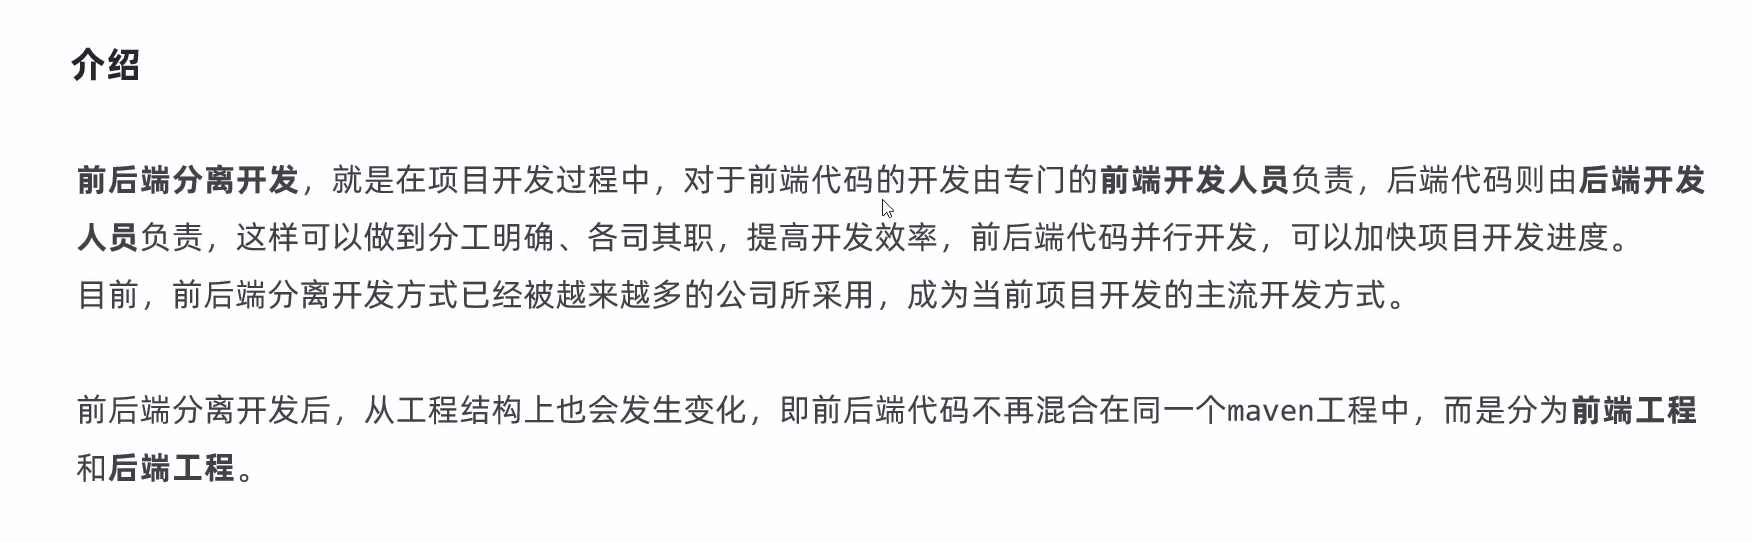 介绍
前后端分离开发，就是在项目开发过程中，对于前端代码的开发由专门的前端开发人员负责，后端代码则由后端开发
人员负责，这样可以做到分工明确、各司其职，提高开发效率，前后端代码并行开发，可以加快项目开发进度。
目前，前后端分离开发方式已经被越来越多的公司所采用，成为当前项目开发的主流开发方式。
前后端分离开发后，从工程结构上也会发生变化，即前后端代码不再混合在同一个maven工程中，而是分为前端工程
和后端工程。